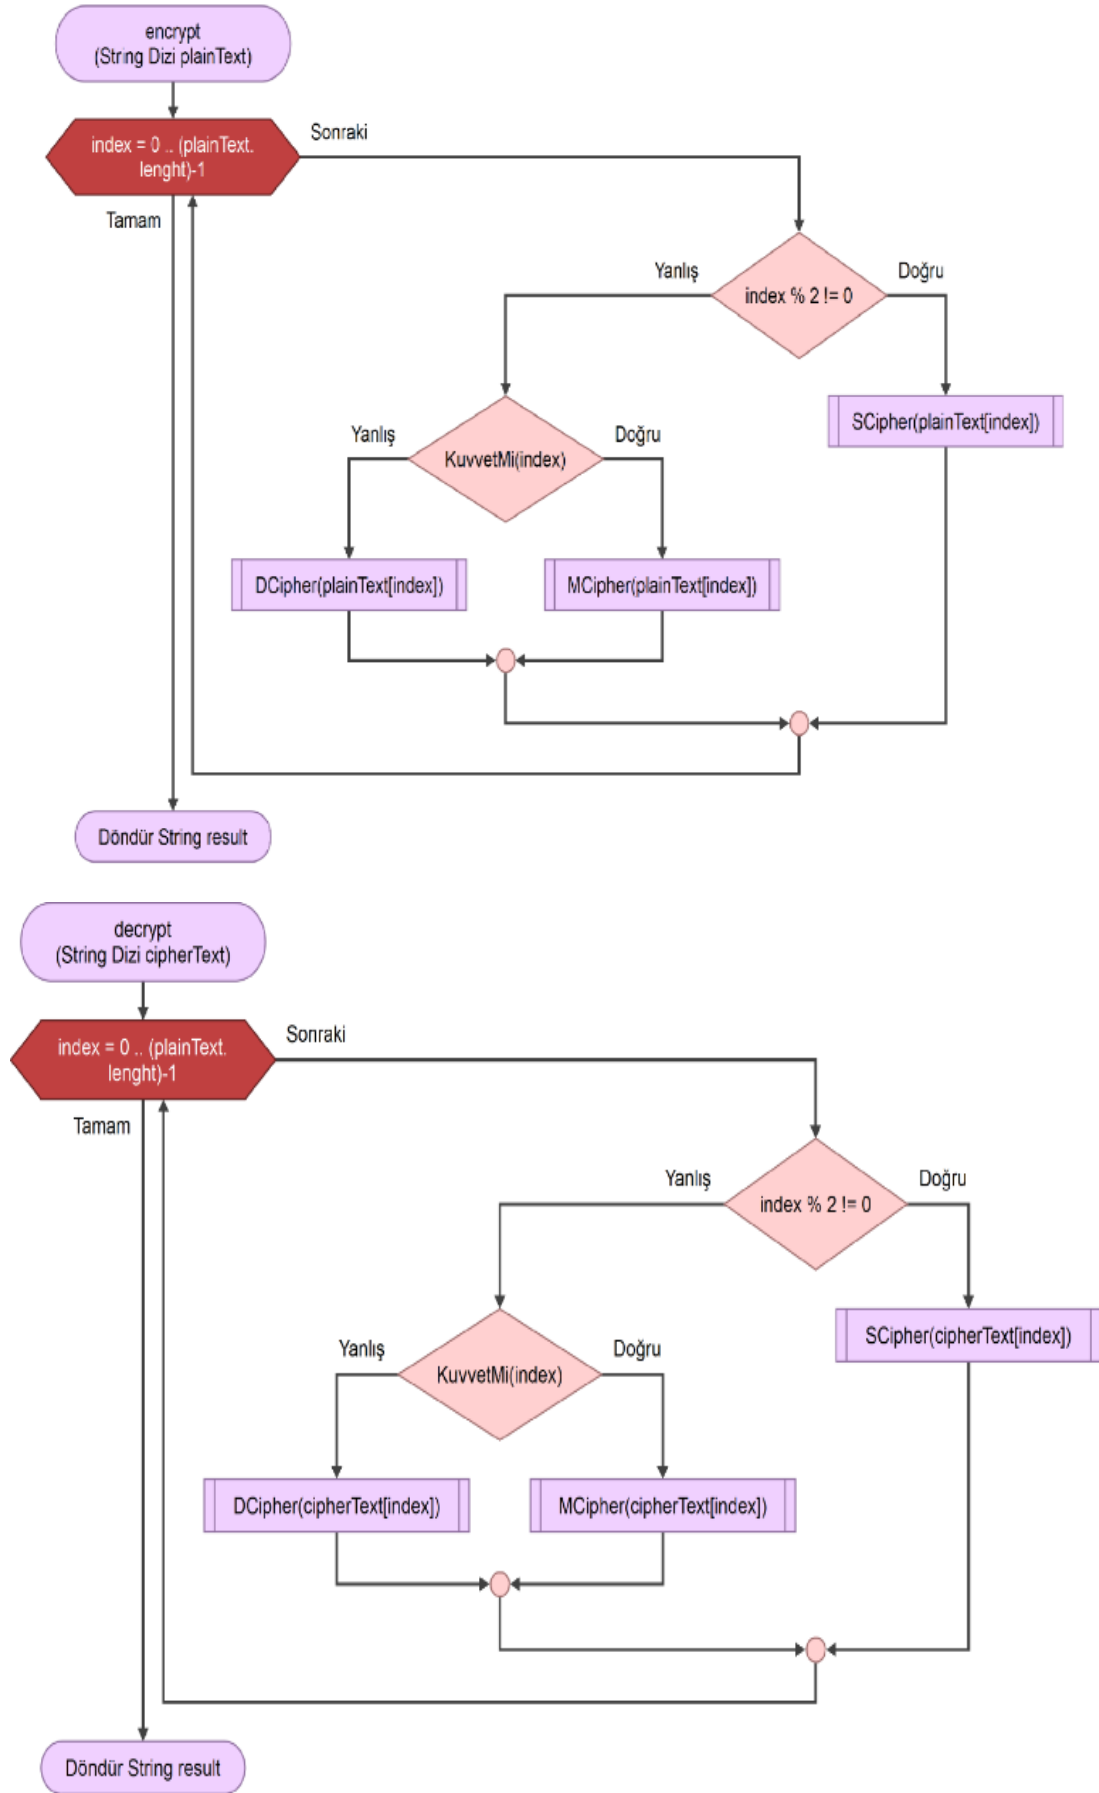 encrypt
(String Dizi plainText)
index = 0 .. (plainText.
lenght)-1
Sonraki
Tamam
index % 2 != 0
Yanlış
Doğru
SCipher(plainText[index])
KuvvetMi(index)
Yanlış
Doğru
DCipher(plainText[index])
MCipher(plainText[index])
Döndür String result
decrypt
(String Dizi cipherText)
index = 0 .. (plainText.
lenght)-1
Sonraki
Tamam
index % 2 != 0
Yanlış
Doğru
SCipher(cipherText[index])
KuvvetMi(index)
Yanlış
Doğru
DCipher(cipherText[index])
MCipher(cipherText[index])
Döndür String result